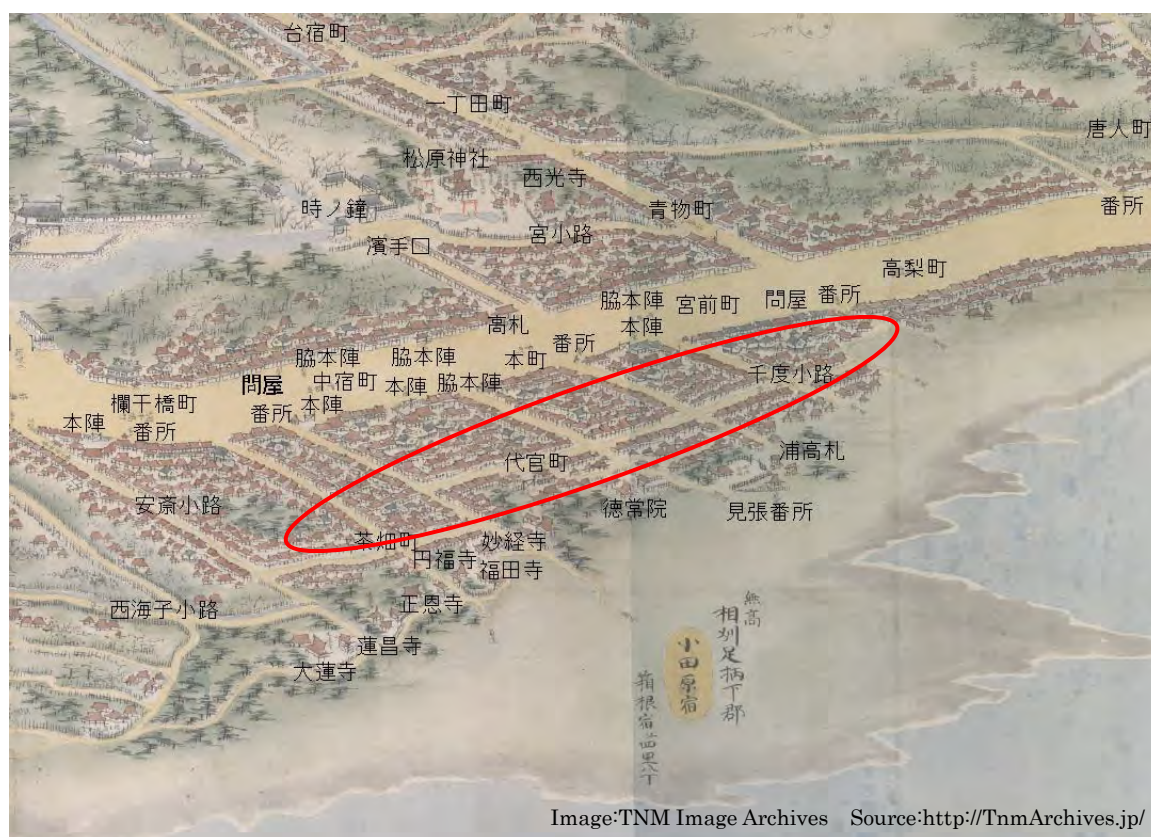 台宿町
一丁田町
唐人町
松原神社
西光寺
青物町
番所
時ノ鐘
宮小路
濱手口
高梨町
脇本陣
宮前町
問屋
番所
高札
本陣
番所
本町
脇本陣
脇本陣
千度小路
問屋
中宿町
本陣
脇本陣
欄干橋町
番所
本陣
本陣
番所
代官町
浦高札
安斎小路
徳常院
見張番所
茶畑町
妙経寺
円福寺
福田寺
西海子小路
正恩寺
蓮昌寺
大蓮寺
無高
相刕足柄下郡
小田原宿
箱根宿江四里八丁
Image:TNM Image Archives Source:http://TnmArchives.jp/